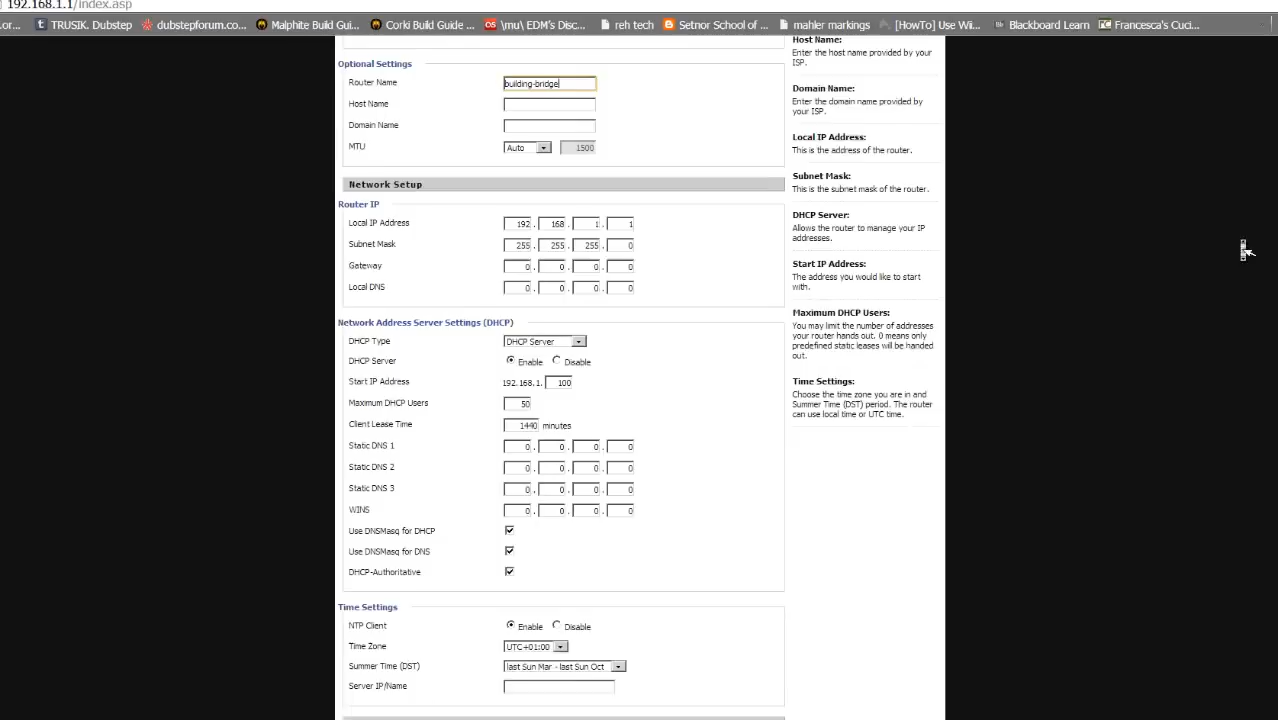 192.168.1.1/index.asp
o... TRUSIK. Dubstep dubstepforum.co... Malphite Build Gui... Corki Build Guide ... \mu\ EDM's Disc... reh tech Setnor School of ... mahler markings [HowTo] Use Wi... Blackboard Learn Francesca's Cuci...
Optional Settings
Router Name building-bridge
Host Name
Domain Name
MTU Auto 1500
Network Setup
Router IP
Local IP Address 192. 168. 1. 1
Subnet Mask 255. 255. 255. 0
Gateway 0. 0. 0. 0
Local DNS 0. 0. 0. 0
Network Address Server Settings (DHCP)
DHCP Type DHCP Server
DHCP Server Enable Disable
Start IP Address 192.168.1. 100
Maximum DHCP Users 50
Client Lease Time 1440 minutes
Static DNS 1 0. 0. 0. 0
Static DNS 2 0. 0. 0. 0
Static DNS 3 0. 0. 0. 0
WINS 0. 0. 0. 0
Use DNSMasq for DHCP
Use DNSMasq for DNS
DHCP-Authoritative
Time Settings
NTP Client Enable Disable
Time Zone UTC+01:00
Summer Time (DST) last Sun Mar - last Sun Oct
Server IP/Name
Host Name:
Enter the host name provided by your
ISP.
Domain Name:
Enter the domain name provided by
your ISP.
Local IP Address:
This is the address of the router.
Subnet Mask:
This is the subnet mask of the router.
DHCP Server:
Allows the router to manage your IP
addresses.
Start IP Address:
The address you would like to start
with.
Maximum DHCP Users:
You may limit the number of addresses
your router hands out. 0 means only
predefined static leases will be handed
out.
Time Settings:
Choose the time zone you are in and
Summer Time (DST) period. The router
can use local time or UTC time.